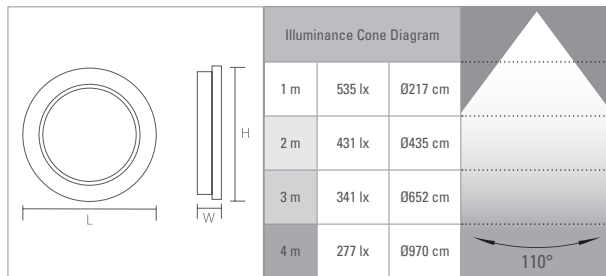 Illuminance Cone Diagram
1 m 535 lx Ø217 cm
2 m 431 lx Ø435 cm
3 m 341 lx Ø652 cm
4 m 277 lx Ø970 cm
110°
H
L
W